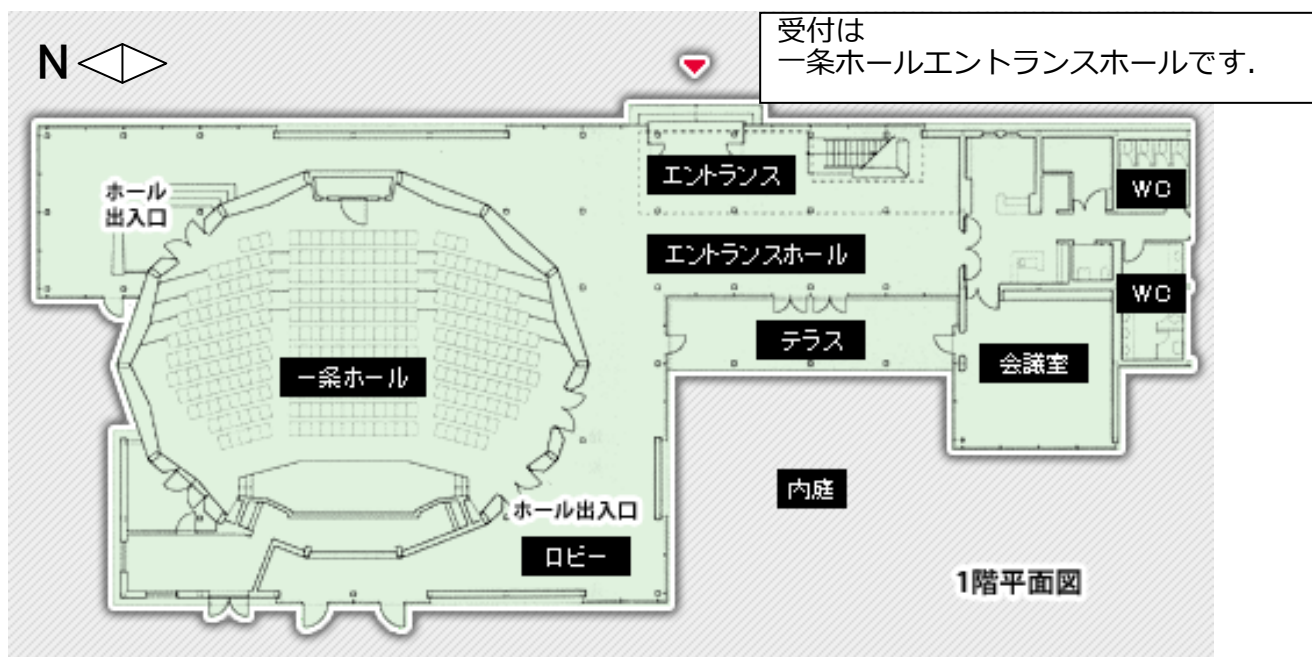 受付は
一条ホールエントランスホールです.
N
エントランス
ホール
出入口
WC
エントランスホール
WC
テラス
会議室
一条ホール
内庭
ホール出入口
ロビー
1階平面図